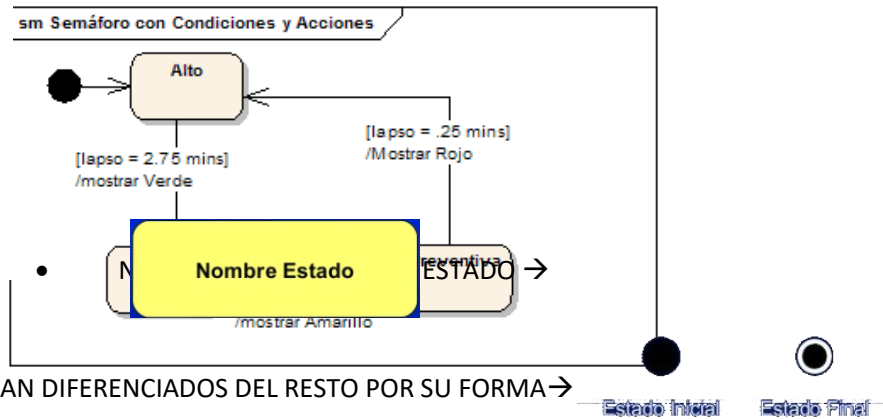 sm Semáforo con Condiciones y Acciones
Alto
[lapso = .25 mins]
/Mostrar Rojo
[lapso = 2.75 mins]
/mostrar Verde
Nombre Estado
ESTADO →
/mostrar Amarillo
AN DIFERENCIADOS DEL RESTO POR SU FORMA→
Estado Inicial Estado Final